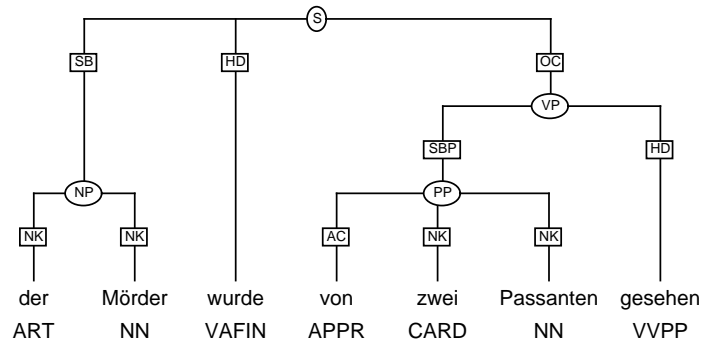 S
SB HD OC
VP
SBP HD
NP PP
NK NK AC NK NK
der Mörder wurde von zwei Passanten gesehen
ART NN VAFIN APPR CARD NN VVPP